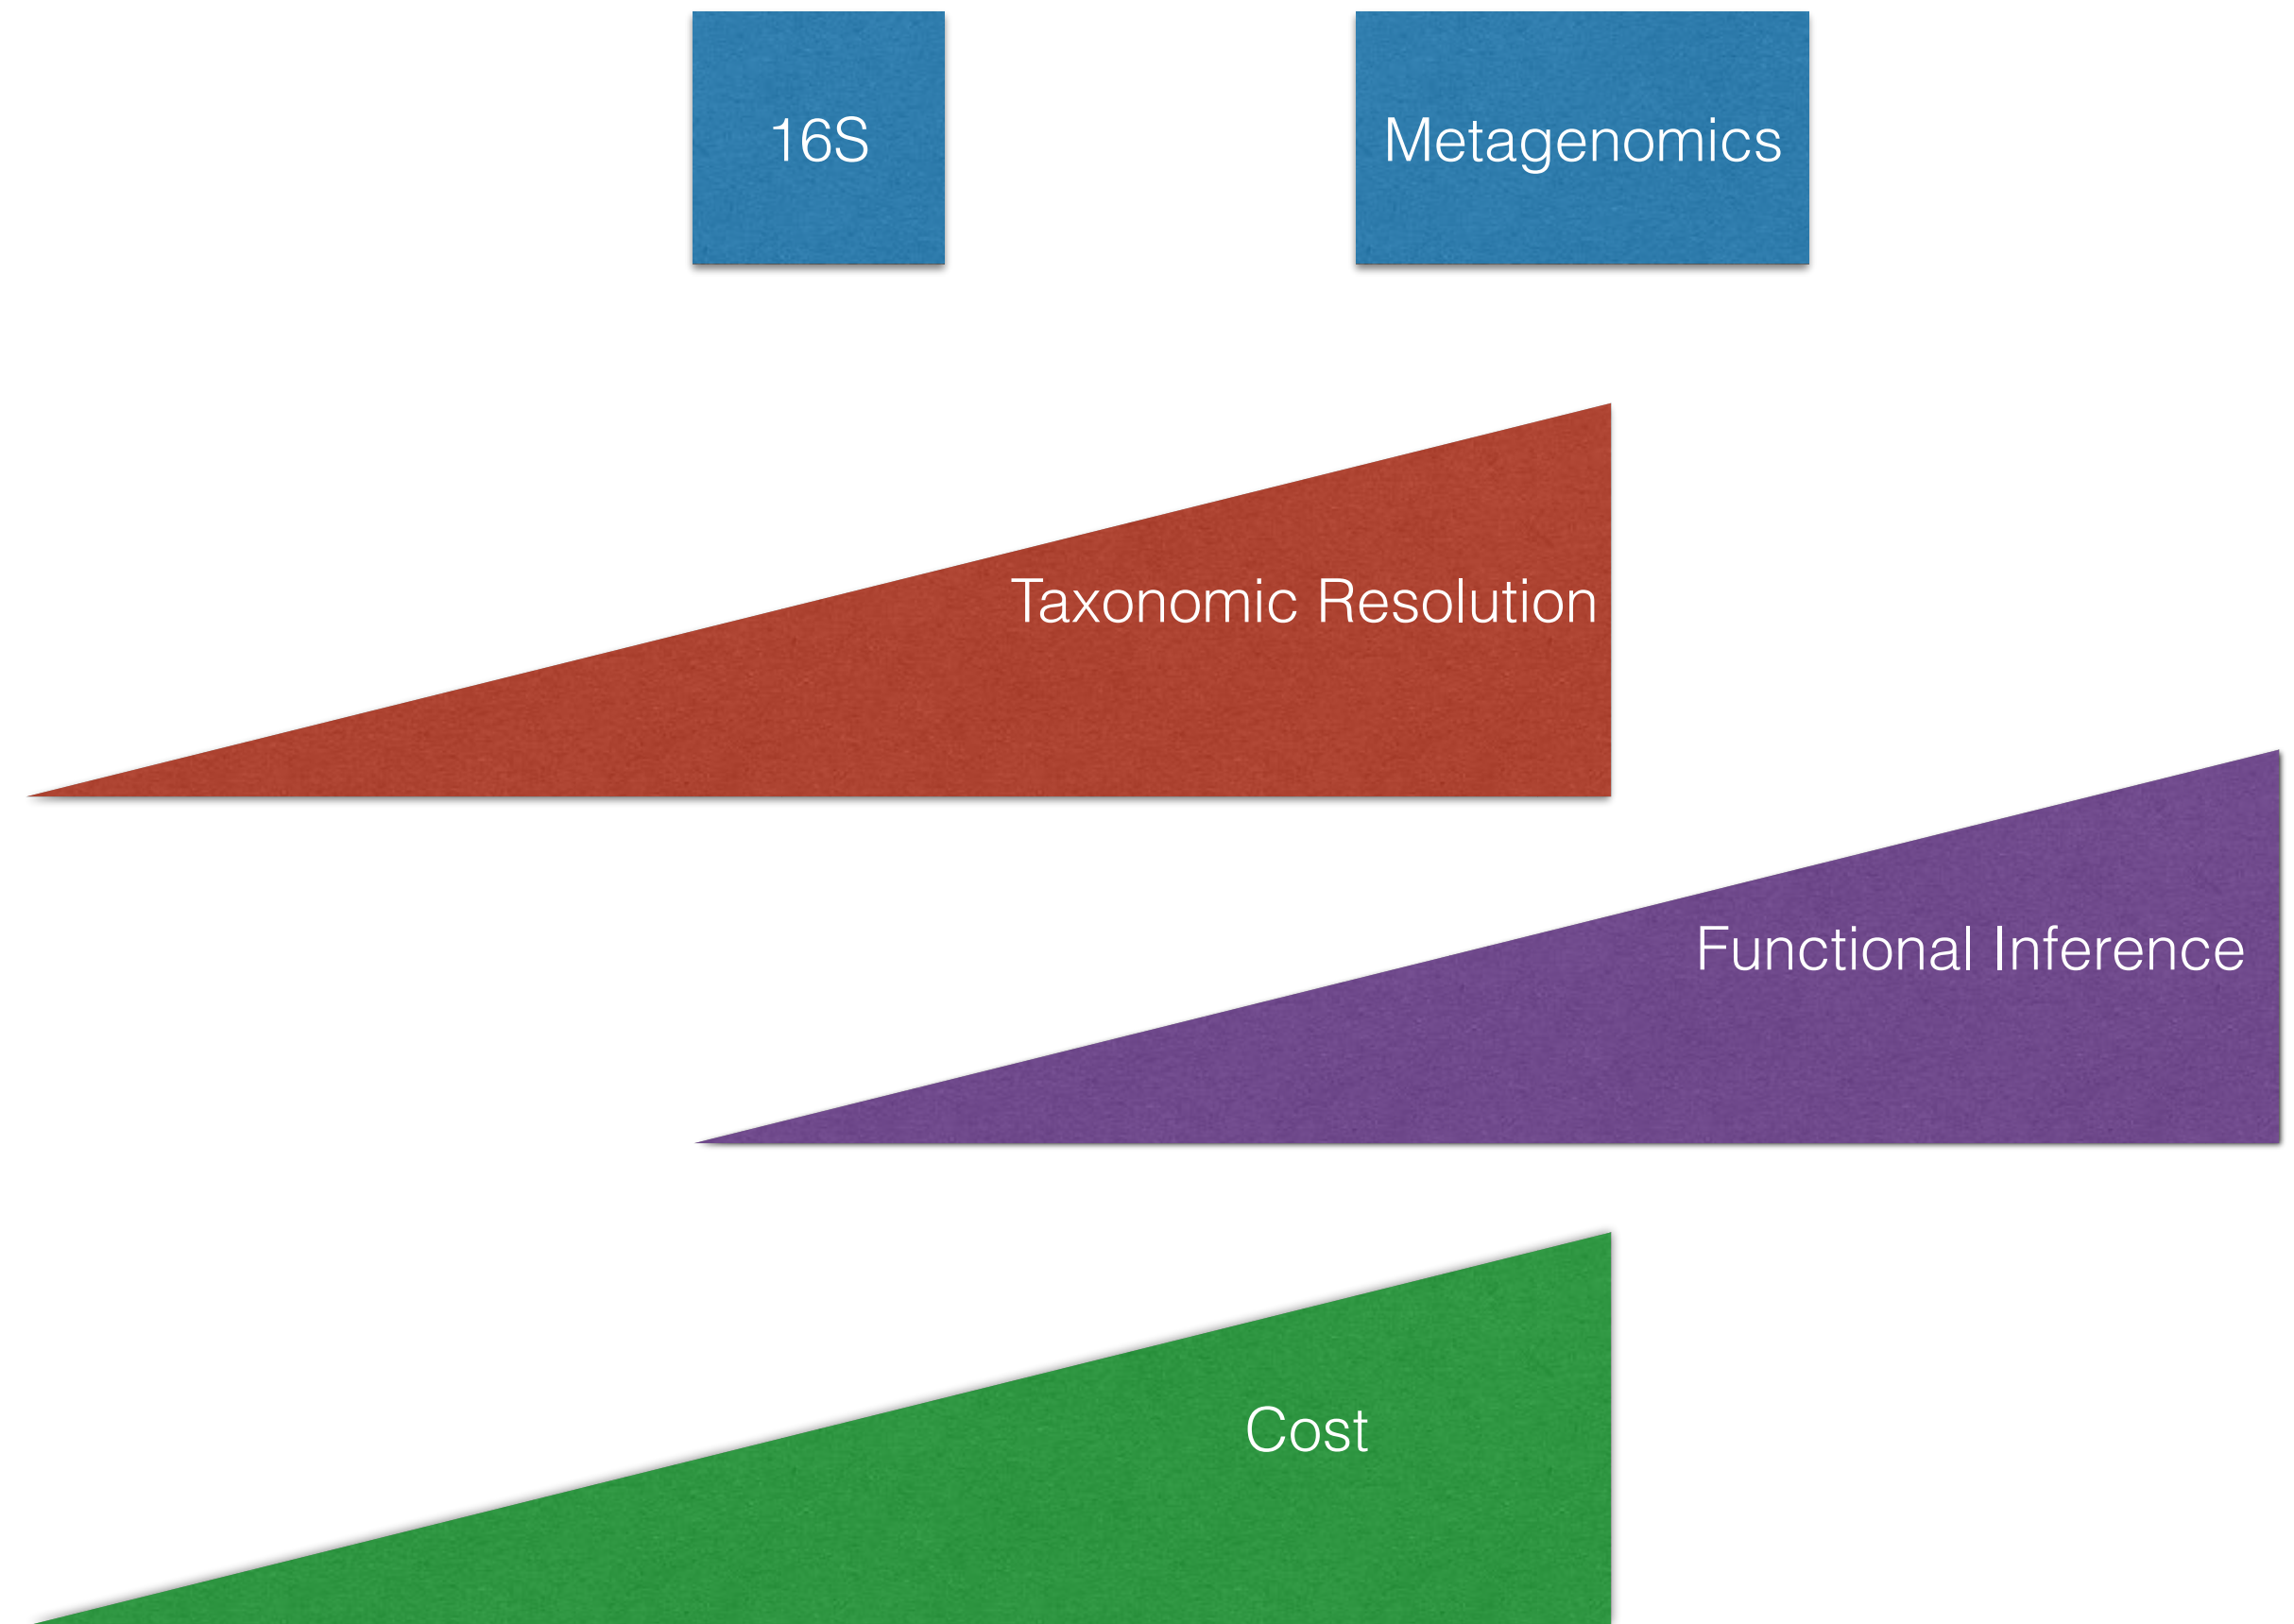 16S
Metagenomics
Taxonomic Resolution
Functional Inference
Cost